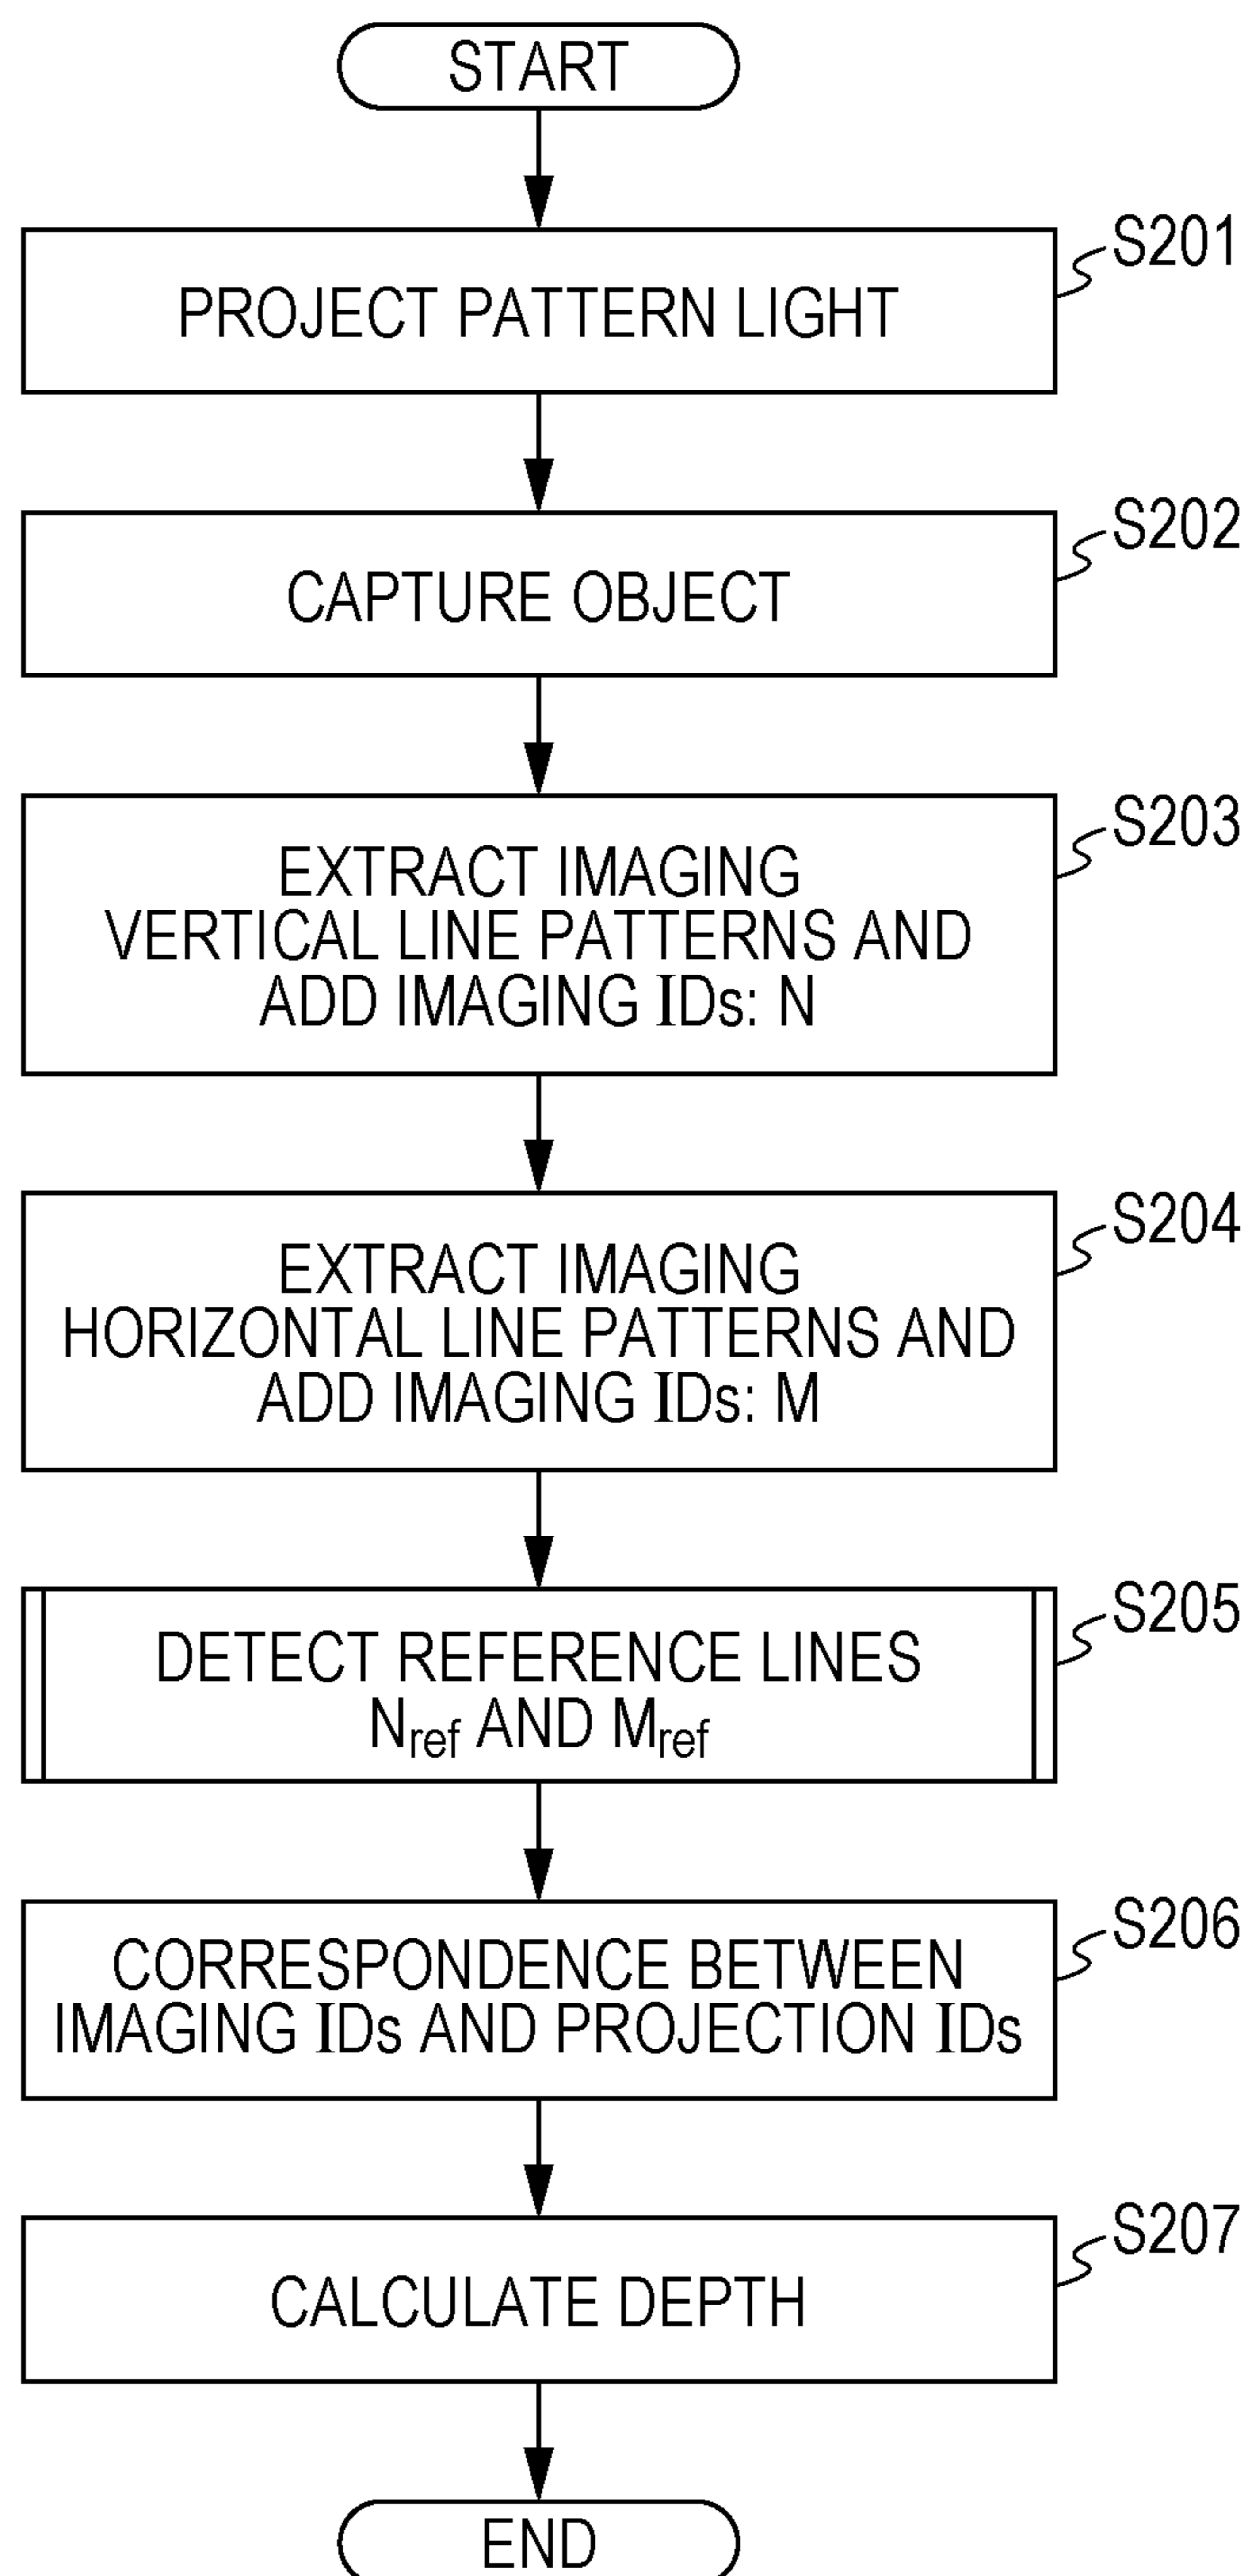 START
S201
PROJECT PATTERN LIGHT
S202
CAPTURE OBJECT
S203
EXTRACT IMAGING
VERTICAL LINE PATTERNS AND
ADD IMAGING IDs: N
S204
EXTRACT IMAGING
HORIZONTAL LINE PATTERNS AND
ADD IMAGING IDs: M
S205
DETECT REFERENCE LINES
Nref AND Mref
S206
CORRESPONDENCE BETWEEN
IMAGING IDs AND PROJECTION IDs
S207
CALCULATE DEPTH
END